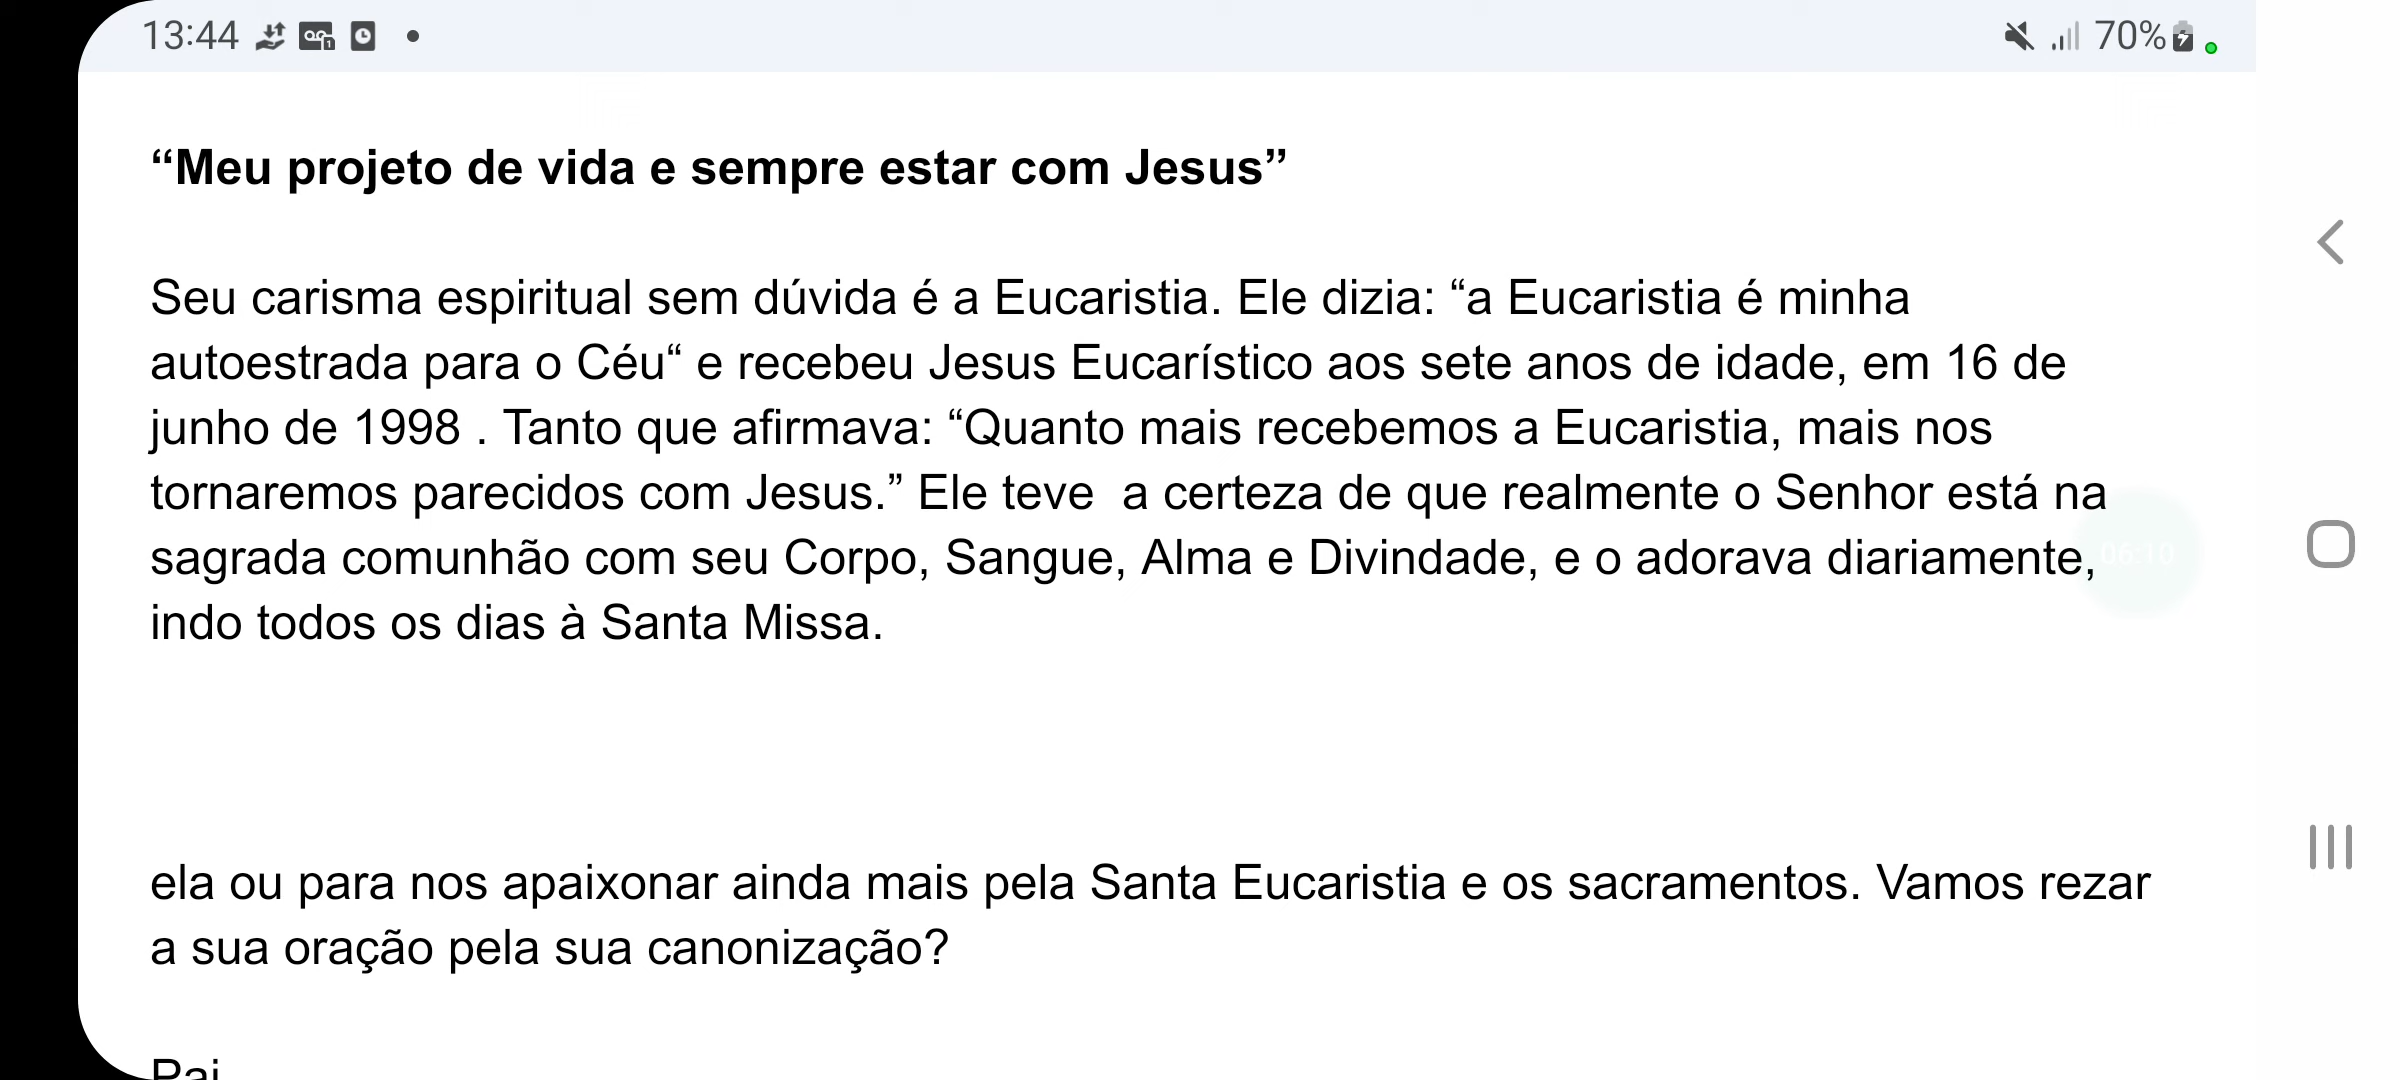 13:44
70%
“Meu projeto de vida e sempre estar com Jesus”
Seu carisma espiritual sem dúvida é a Eucaristia. Ele dizia: “a Eucaristia é minha
autoestrada para o Céu“ e recebeu Jesus Eucarístico aos sete anos de idade, em 16 de
junho de 1998 . Tanto que afirmava: “Quanto mais recebemos a Eucaristia, mais nos
tornaremos parecidos com Jesus.” Ele teve  a certeza de que realmente o Senhor está na
sagrada comunhão com seu Corpo, Sangue, Alma e Divindade, e o adorava diariamente,
06:10
indo todos os dias à Santa Missa.
ela ou para nos apaixonar ainda mais pela Santa Eucaristia e os sacramentos. Vamos rezar
a sua oração pela sua canonização?
Pai